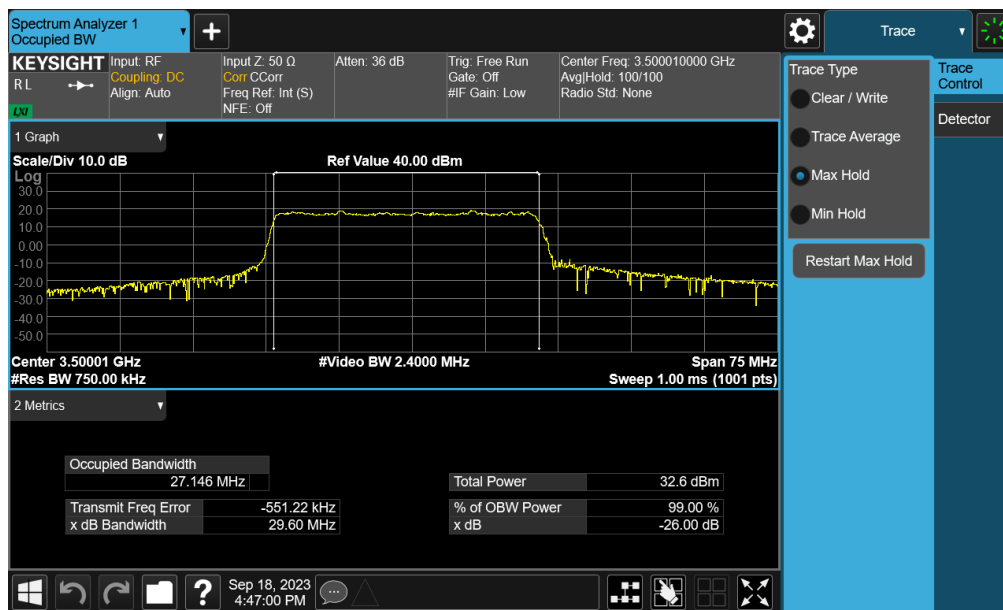 Spectrum Analyzer 1
Occupied BW
+
Trace
KEYSIGHT
R L
LXI
Input: RF
Coupling: DC
Align: Auto
Input Z: 50 Ω
Corr CCorr
Freq Ref: Int (S)
NFE: Off
Atten: 36 dB
Trig: Free Run
Gate: Off
#IF Gain: Low
Center Freq: 3.500010000 GHz
Avg|Hold: 100/100
Radio Std: None
Trace Type
Clear / Write
Trace Average
Max Hold
Min Hold
Restart Max Hold
Trace
Control
Detector
1 Graph
Scale/Div 10.0 dB
Ref Value 40.00 dBm
Log
30.0
20.0
10.0
0.00
-10.0
-20.0
-30.0
-40.0
-50.0
Center 3.50001 GHz
#Video BW 2.4000 MHz
Span 75 MHz
#Res BW 750.00 kHz
Sweep 1.00 ms (1001 pts)
2 Metrics
Occupied Bandwidth
27.146 MHz
Total Power 32.6 dBm
Transmit Freq Error -551.22 kHz
% of OBW Power 99.00 %
x dB Bandwidth 29.60 MHz
x dB -26.00 dB
?
Sep 18, 2023
4:47:00 PM